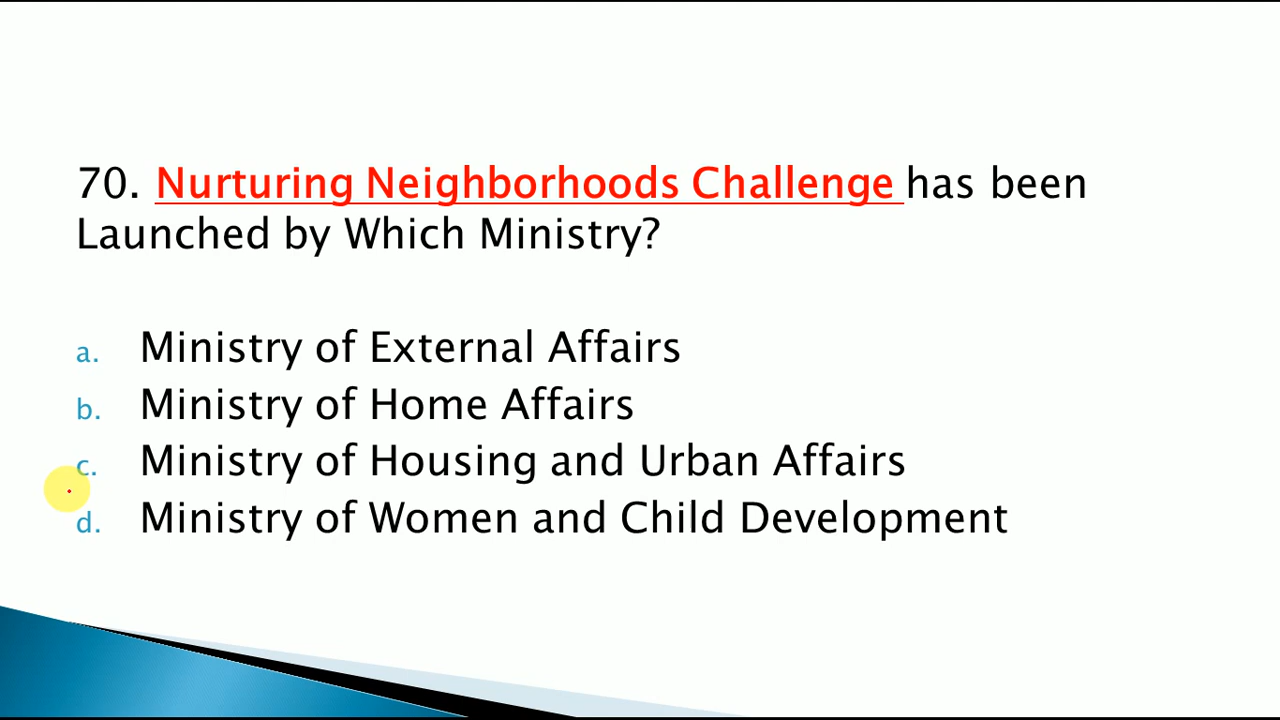 70. Nurturing Neighborhoods Challenge has been
Launched by Which Ministry?
a. Ministry of External Affairs
b. Ministry of Home Affairs
c. Ministry of Housing and Urban Affairs
d. Ministry of Women and Child Development